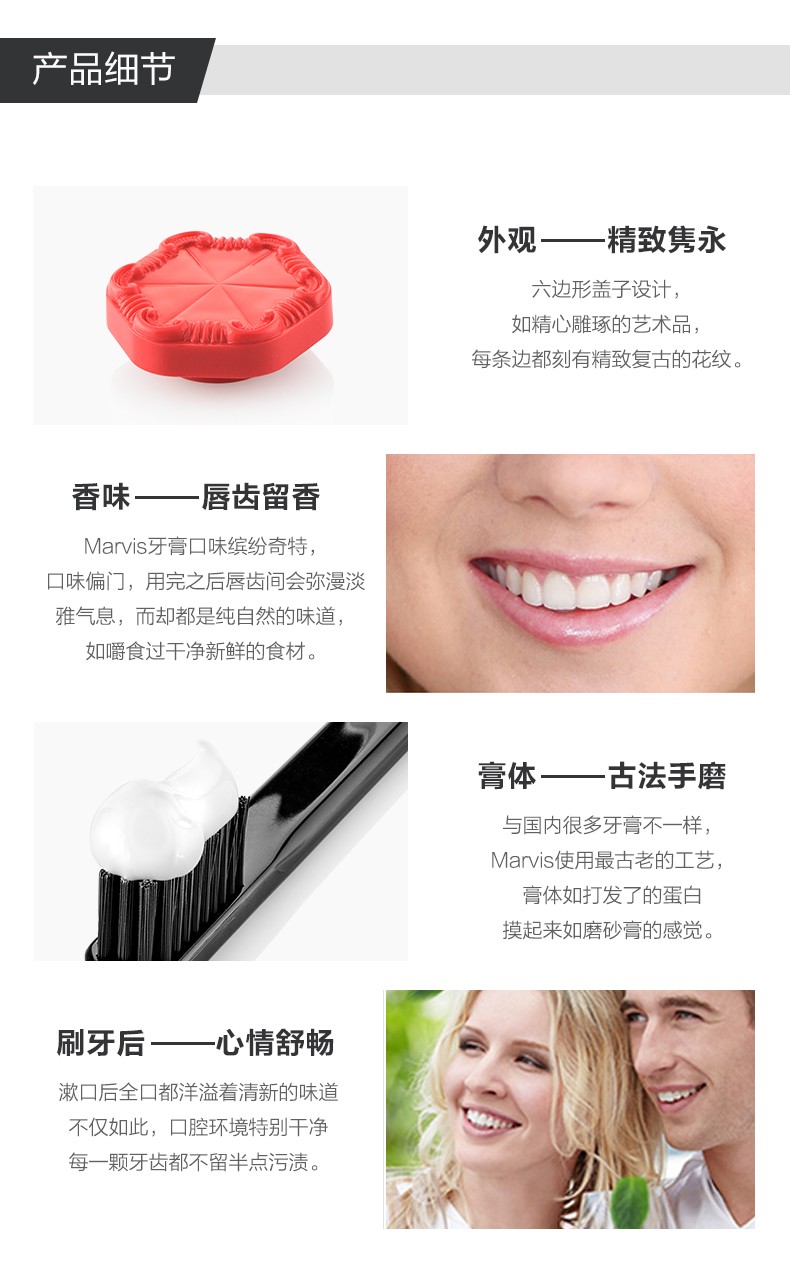 产品细节
外观——精致隽永
六边形盖子设计，
如精心雕琢的艺术品，
每条边都刻有精致复古的花纹。
香味——唇齿留香
Marvis牙膏口味缤纷奇特，
口味偏门，用完之后唇齿间会弥漫淡
雅气息，而却都是纯自然的味道，
如嚼食过干净新鲜的食材。
膏体——古法手磨
与国内很多牙膏不一样，
Marvis使用最古老的工艺，
膏体如打发了的蛋白
摸起来如磨砂膏的感觉。
刷牙后——心情舒畅
漱口后全口都洋溢着清新的味道
不仅如此，口腔环境特别干净
每一颗牙齿都不留半点污渍。